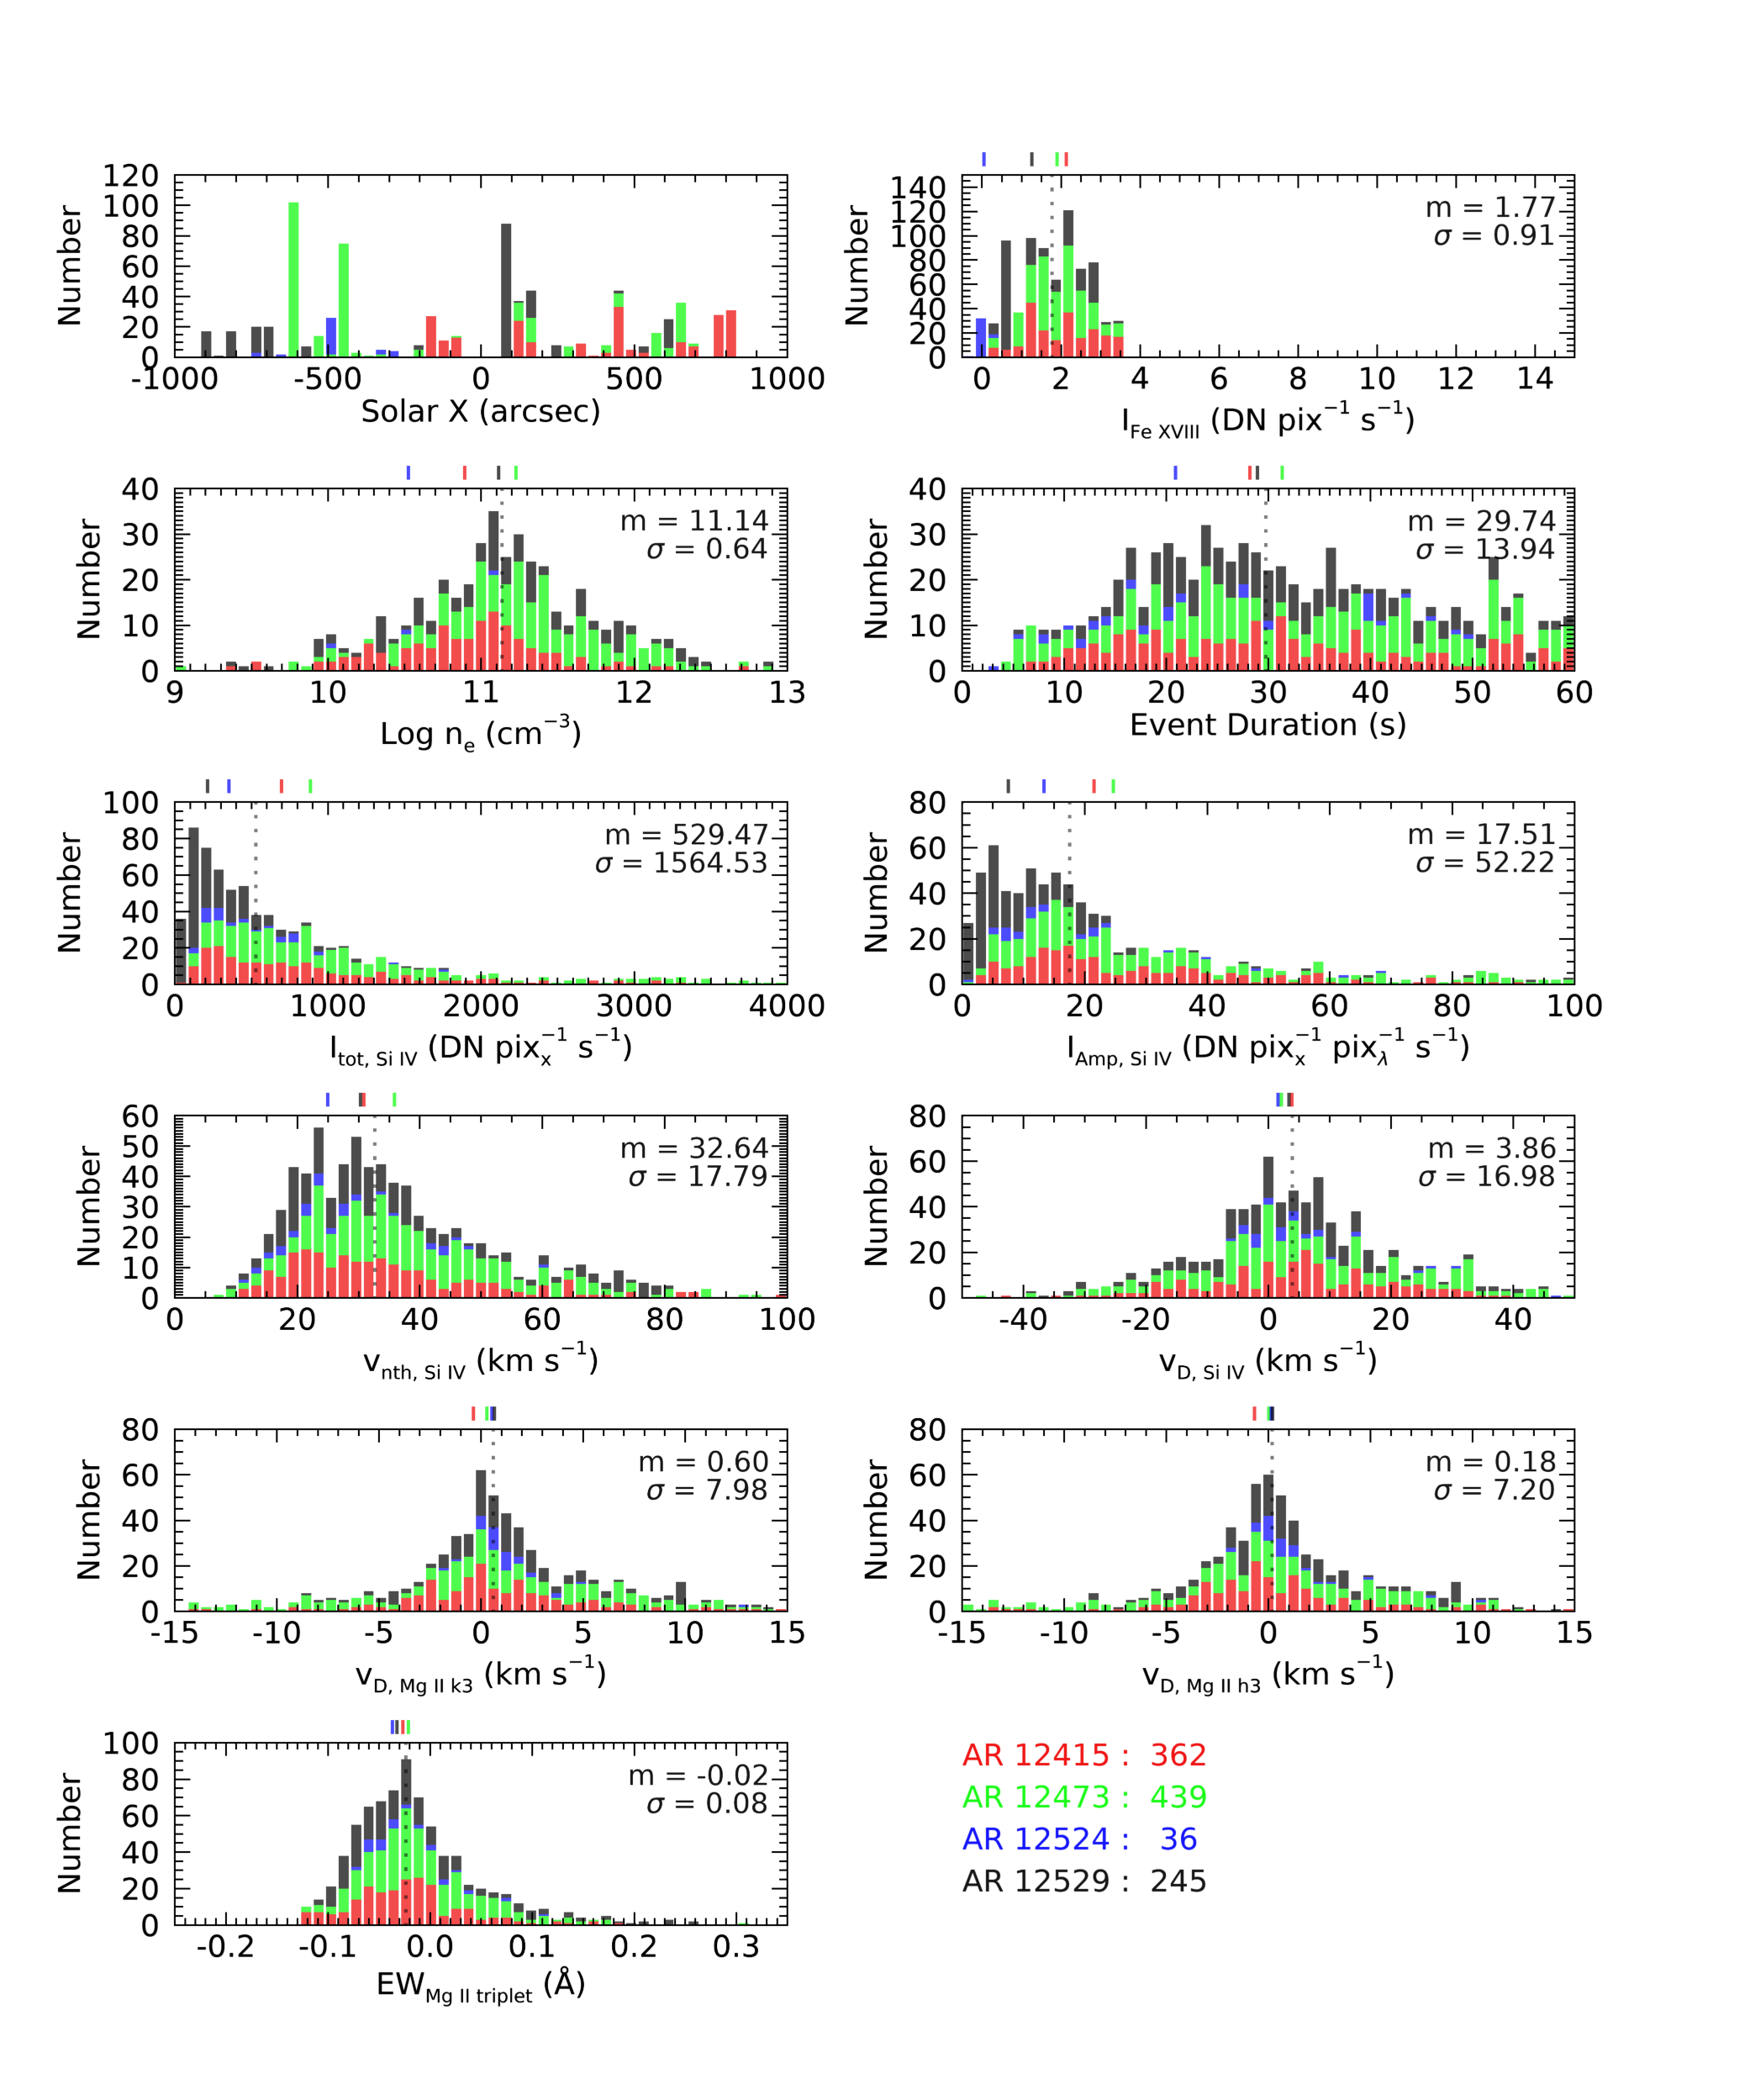 120
100
80
60
40
20
0
Number
-1000 -500 0 500 1000
Solar X (arcsec)
140
120
100
80
60
40
20
0
Number
m = 1.77
σ = 0.91
0 2 4 6 8 10 12 14
I_Fe XVIII (DN pix⁻¹ s⁻¹)
40
30
20
10
0
Number
m = 11.14
σ = 0.64
9 10 11 12 13
Log n_e (cm⁻³)
40
30
20
10
0
Number
m = 29.74
σ = 13.94
0 10 20 30 40 50 60
Event Duration (s)
100
80
60
40
20
0
Number
m = 529.47
σ = 1564.53
0 1000 2000 3000 4000
I_tot, Si IV (DN pix_x⁻¹ s⁻¹)
80
60
40
20
0
Number
m = 17.51
σ = 52.22
0 20 40 60 80 100
I_Amp, Si IV (DN pix_x⁻¹ pix_λ⁻¹ s⁻¹)
60
50
40
30
20
10
0
Number
m = 32.64
σ = 17.79
0 20 40 60 80 100
v_nth, Si IV (km s⁻¹)
80
60
40
20
0
Number
m = 3.86
σ = 16.98
-40 -20 0 20 40
v_D, Si IV (km s⁻¹)
80
60
40
20
0
Number
m = 0.60
σ = 7.98
-15 -10 -5 0 5 10 15
v_D, Mg II k3 (km s⁻¹)
80
60
40
20
0
Number
m = 0.18
σ = 7.20
-15 -10 -5 0 5 10 15
v_D, Mg II h3 (km s⁻¹)
100
80
60
40
20
0
Number
m = -0.02
σ = 0.08
-0.2 -0.1 0.0 0.1 0.2 0.3
EW_Mg II triplet (Å)
AR 12415 : 362
AR 12473 : 439
AR 12524 : 36
AR 12529 : 245